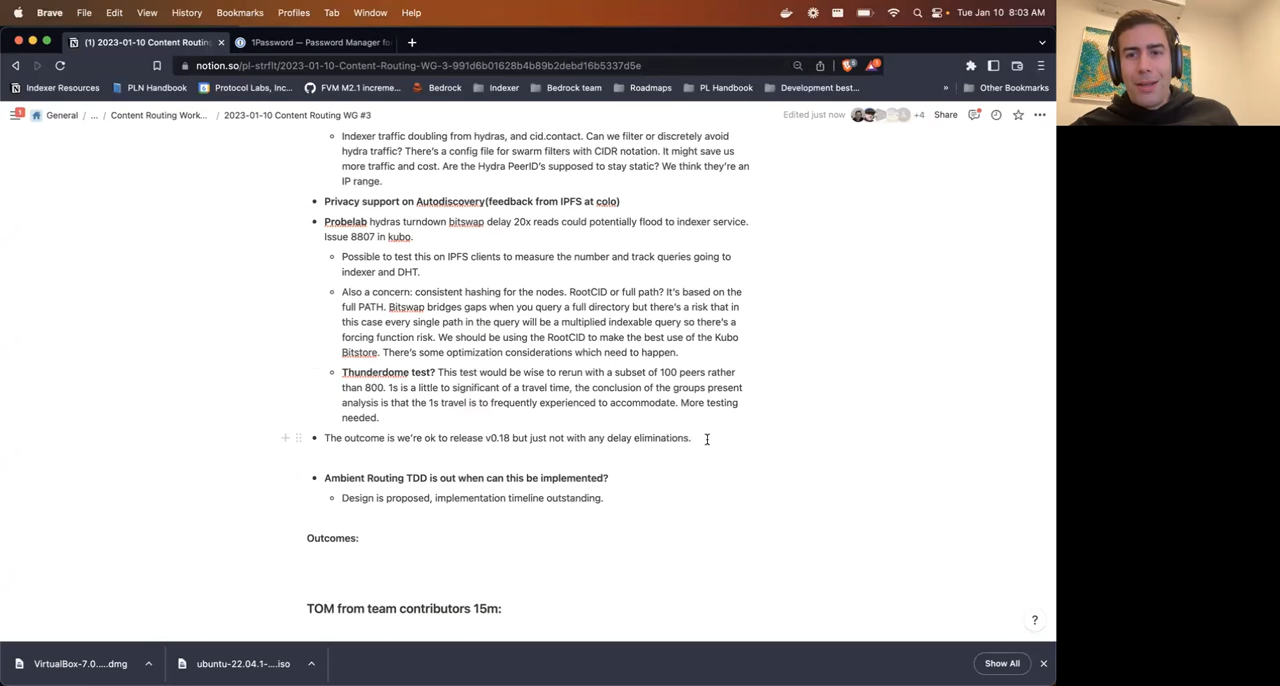 Brave File Edit View History Bookmarks Profiles Tab Window Help Tue Jan 10 8:03 AM
(1) 2023-01-10 Content Routing 1Password — Password Manager for
notion.so/pl-strflt/2023-01-10-Content-Routing-WG-3-991d6b01628b4b89b2debd16b5337d5e
Indexer Resources PLN Handbook Protocol Labs, Inc... FVM M2.1 increme... Bedrock Indexer Bedrock team Roadmaps PL Handbook Development best... » Other Bookmarks
General / ... / Content Routing Work... / 2023-01-10 Content Routing WG #3 Edited just now +4 Share
Indexer traffic doubling from hydras, and cid.contact. Can we filter or discretely avoid
hydra traffic? There's a config file for swarm filters with CIDR notation. It might save us
more traffic and cost. Are the Hydra PeerID's supposed to stay static? We think they're an
IP range.
Privacy support on Autodiscovery(feedback from IPFS at colo)
Probelab hydras turndown bitswap delay 20x reads could potentially flood to indexer service.
Issue 8807 in kubo.
Possible to test this on IPFS clients to measure the number and track queries going to
indexer and DHT.
Also a concern: consistent hashing for the nodes. RootCID or full path? It's based on the
full PATH. Bitswap bridges gaps when you query a full directory but there's a risk that in
this case every single path in the query will be a multiplied indexable query so there's a
forcing function risk. We should be using the RootCID to make the best use of the Kubo
Bitstore. There's some optimization considerations which need to happen.
Thunderdome test? This test would be wise to rerun with a subset of 100 peers rather
than 800. 1s is a little to significant of a travel time, the conclusion of the groups present
analysis is that the 1s travel is to frequently experienced to accommodate. More testing
needed.
The outcome is we're ok to release v0.18 but just not with any delay eliminations.
Ambient Routing TDD is out when can this be implemented?
Design is proposed, implementation timeline outstanding.
Outcomes:
TOM from team contributors 15m:
?
VirtualBox-7.0.....dmg ubuntu-22.04.1-....iso Show All